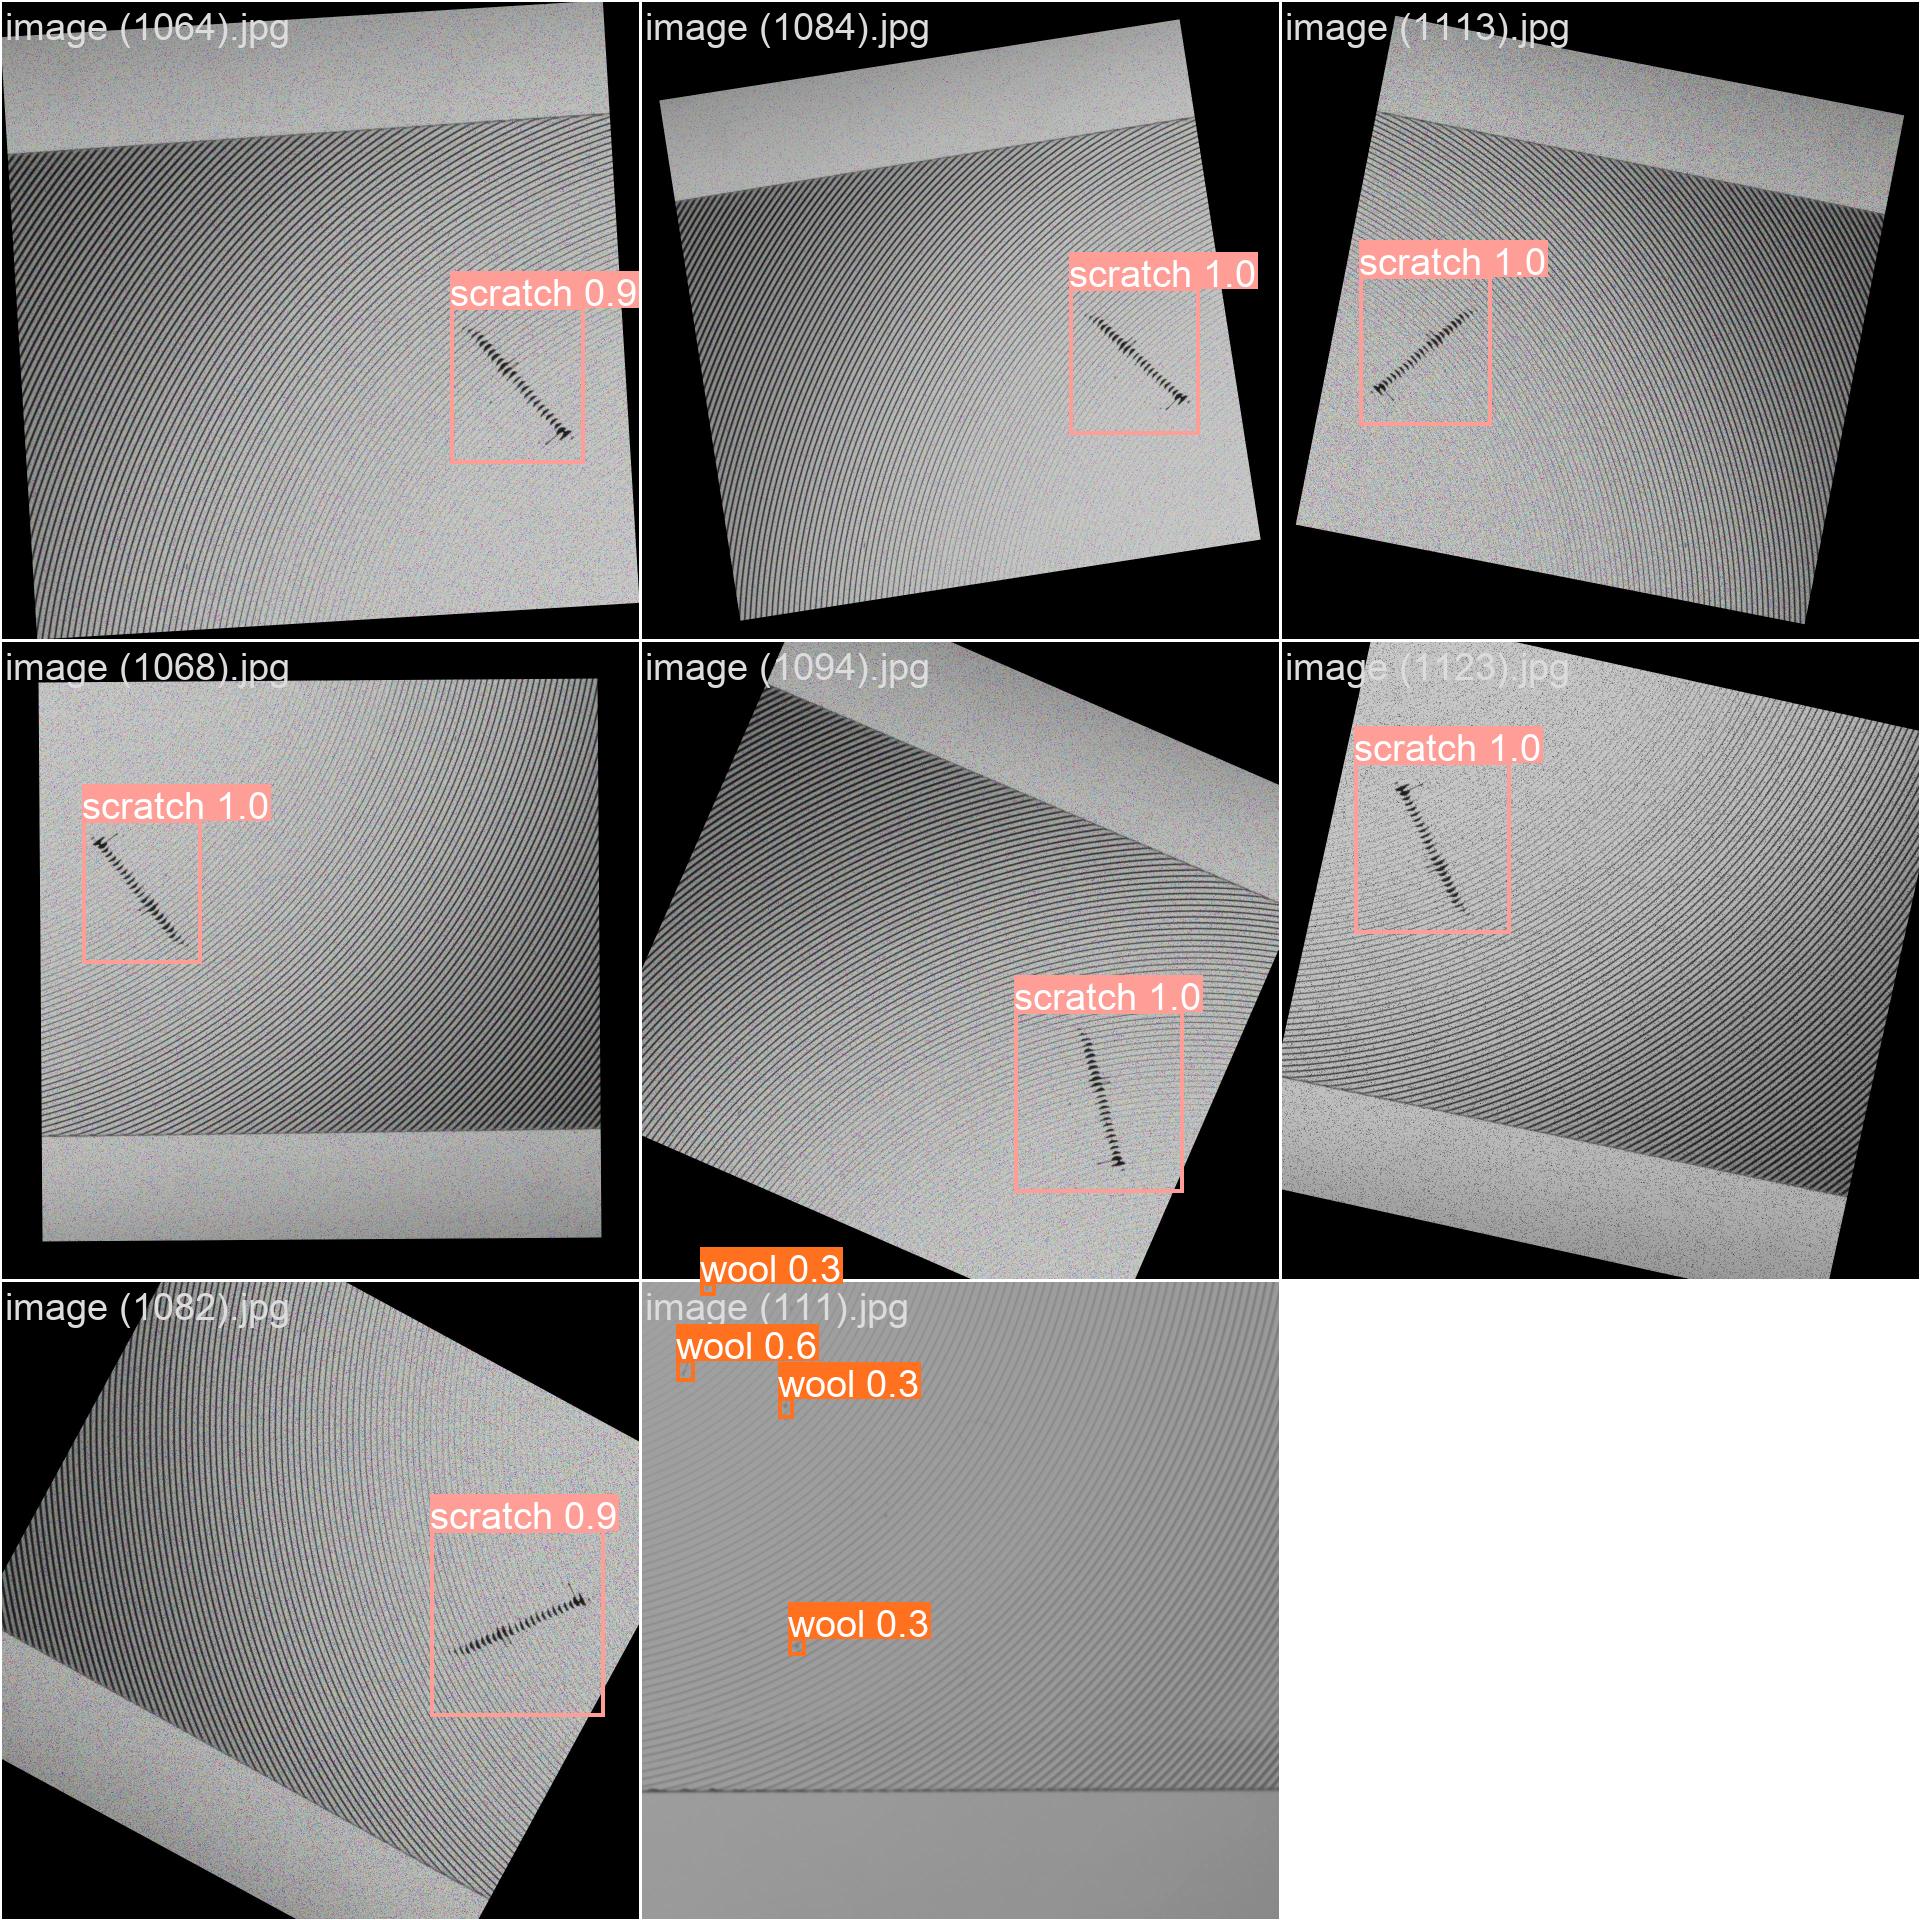 image (1064).jpg
scratch 0.9
image (1084).jpg
scratch 1.0
image (1113).jpg
scratch 1.0
image (1068).jpg
scratch 1.0
image (1094).jpg
scratch 1.0
image (1123).jpg
scratch 1.0
image (1082).jpg
scratch 0.9
wool 0.3
image (111).jpg
wool 0.6
wool 0.3
wool 0.3